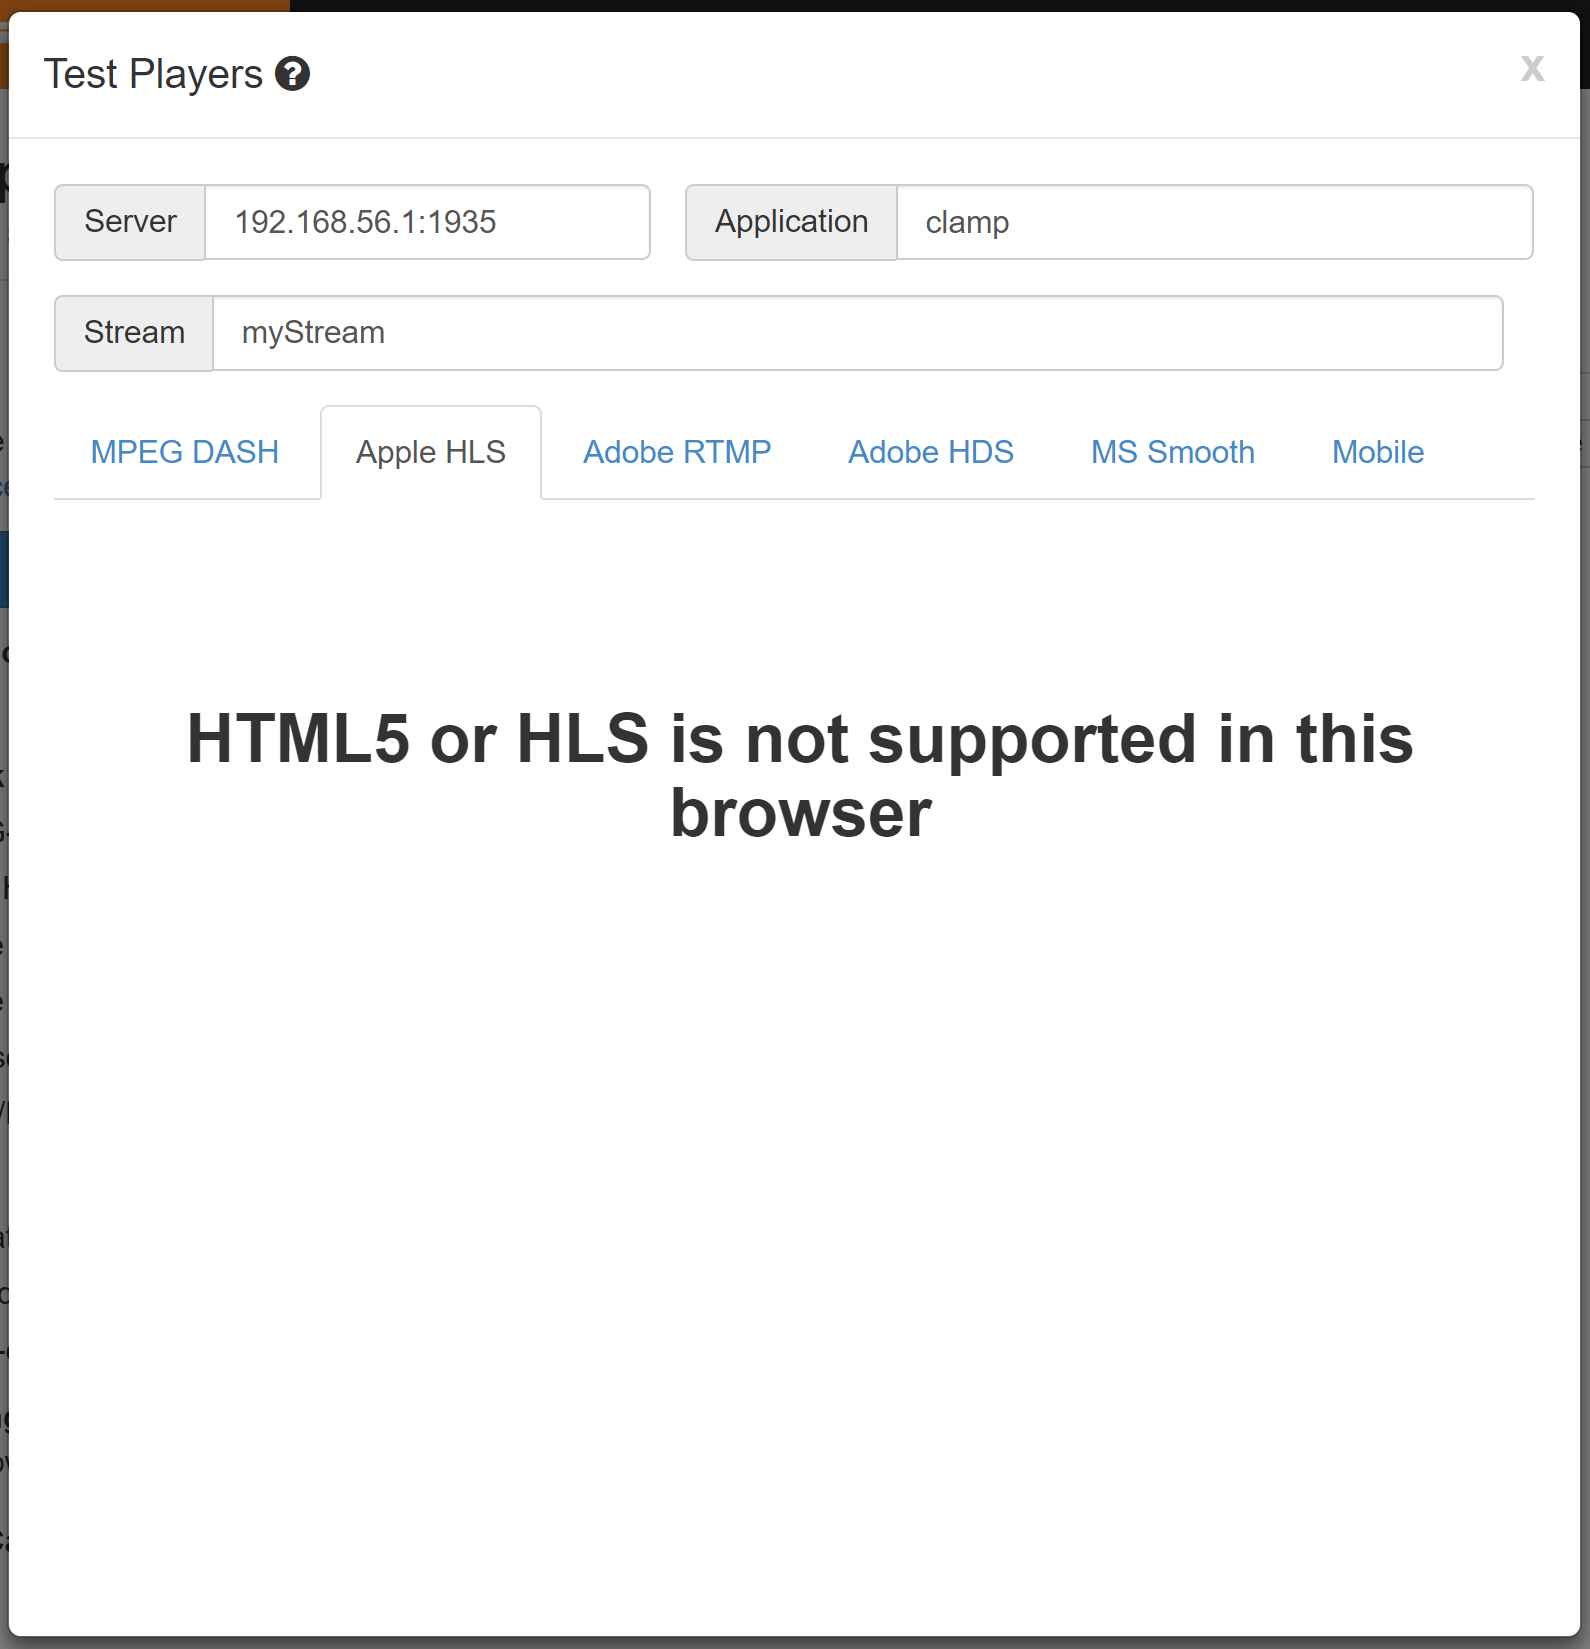 Test Players ?
x
Server 192.168.56.1:1935 Application clamp
Stream myStream
MPEG DASH Apple HLS Adobe RTMP Adobe HDS MS Smooth Mobile
HTML5 or HLS is not supported in this
browser